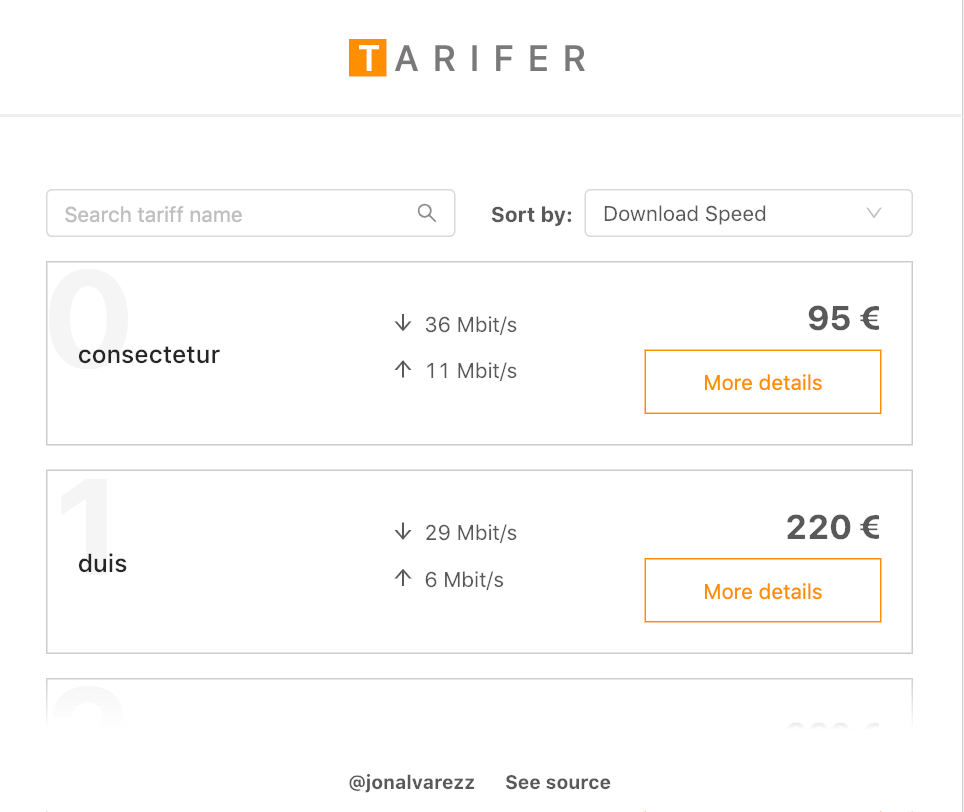 TARIFER
Search tariff name
Sort by:
Download Speed
0
consectetur
↓ 36 Mbit/s
↑ 11 Mbit/s
95 €
More details
1
duis
↓ 29 Mbit/s
↑ 6 Mbit/s
220 €
More details
2
@jonalvarezz
See source